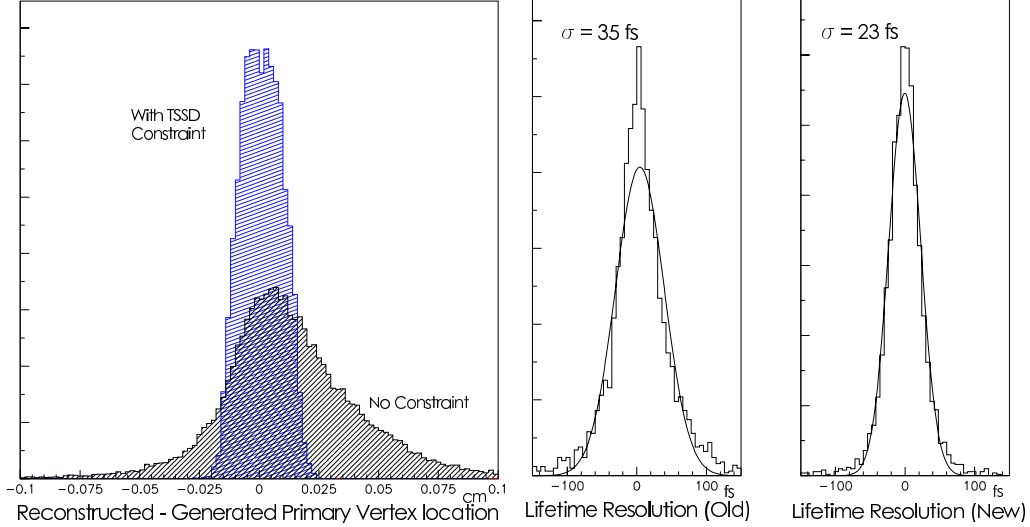 With TSSD
Constraint
No Constraint
−0.1 −0.075 −0.05 −0.025 0 0.025 0.05 0.075 0.1
cm
Reconstructed - Generated Primary Vertex location
σ = 35 fs
−100 0 100
fs
Lifetime Resolution (Old)
σ = 23 fs
−100 0 100
fs
Lifetime Resolution (New)